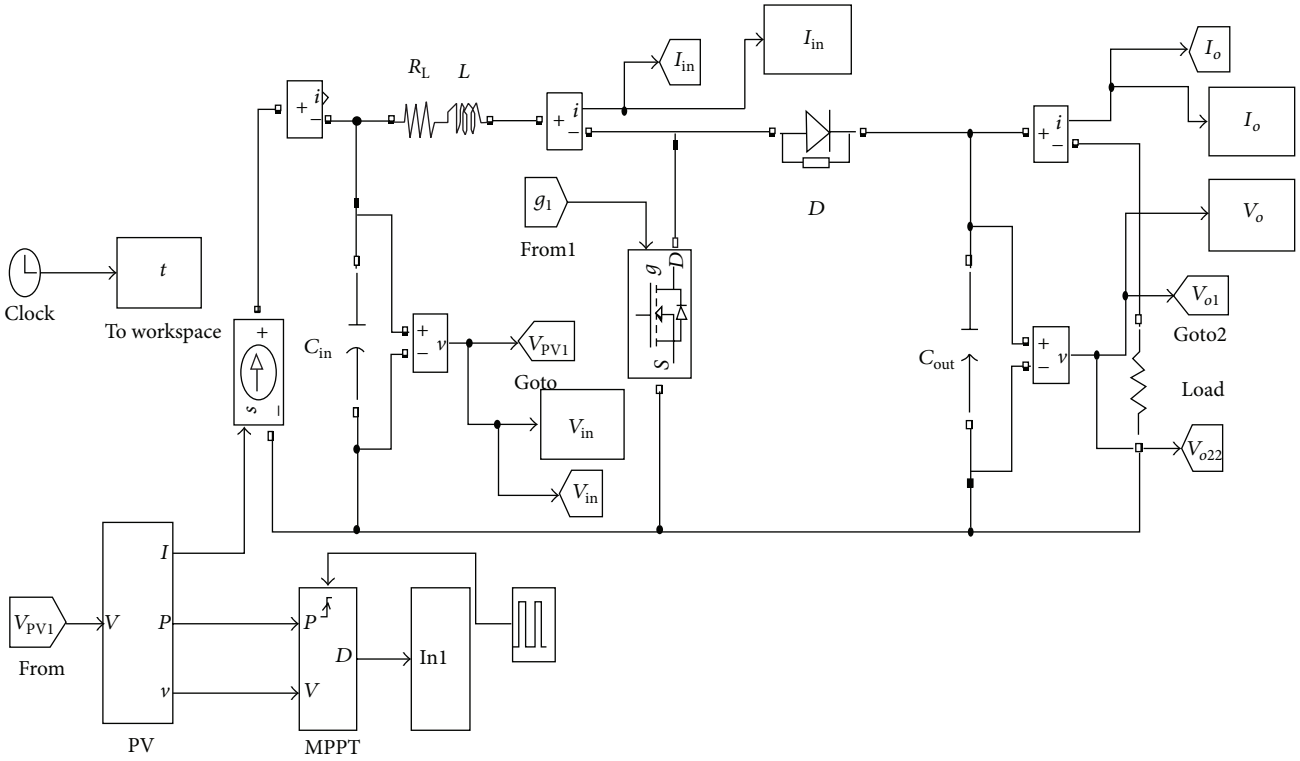 I_in
I_in
I_o
I_o
R_L
L
+
i
−
+
i
−
+
i
−
D
g_1
From1
V_o
Clock
t
To workspace
V_o1
Goto2
g
D
S
+
s
−
C_in
+
−
v
V_PV1
Goto
C_out
+
−
v
Load
V_in
V_o22
V_in
I
V_PV1
From
V
P
v
PV
P
D
V
MPPT
In1